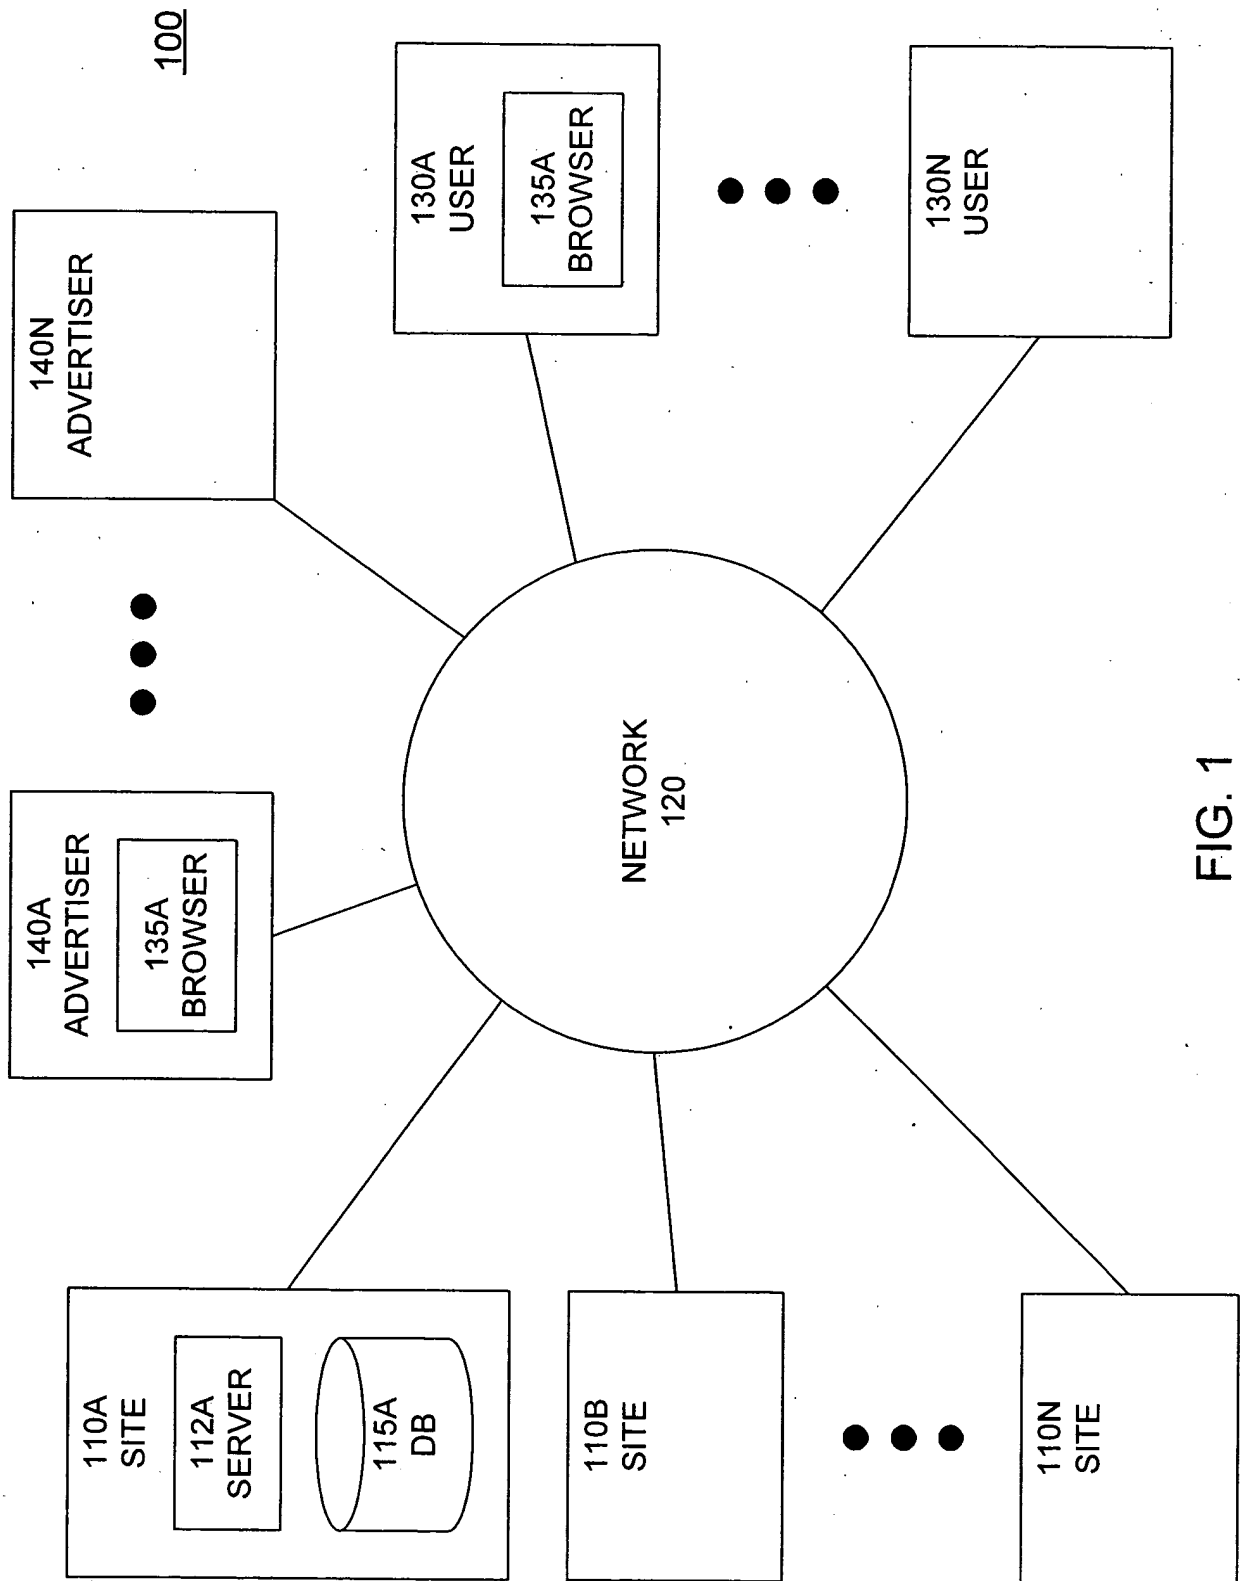 100
110A
SITE
112A
SERVER
115A
DB
110B
SITE
110N
SITE
140A
ADVERTISER
135A
BROWSER
140N
ADVERTISER
NETWORK
120
130A
USER
135A
BROWSER
130N
USER
FIG. 1